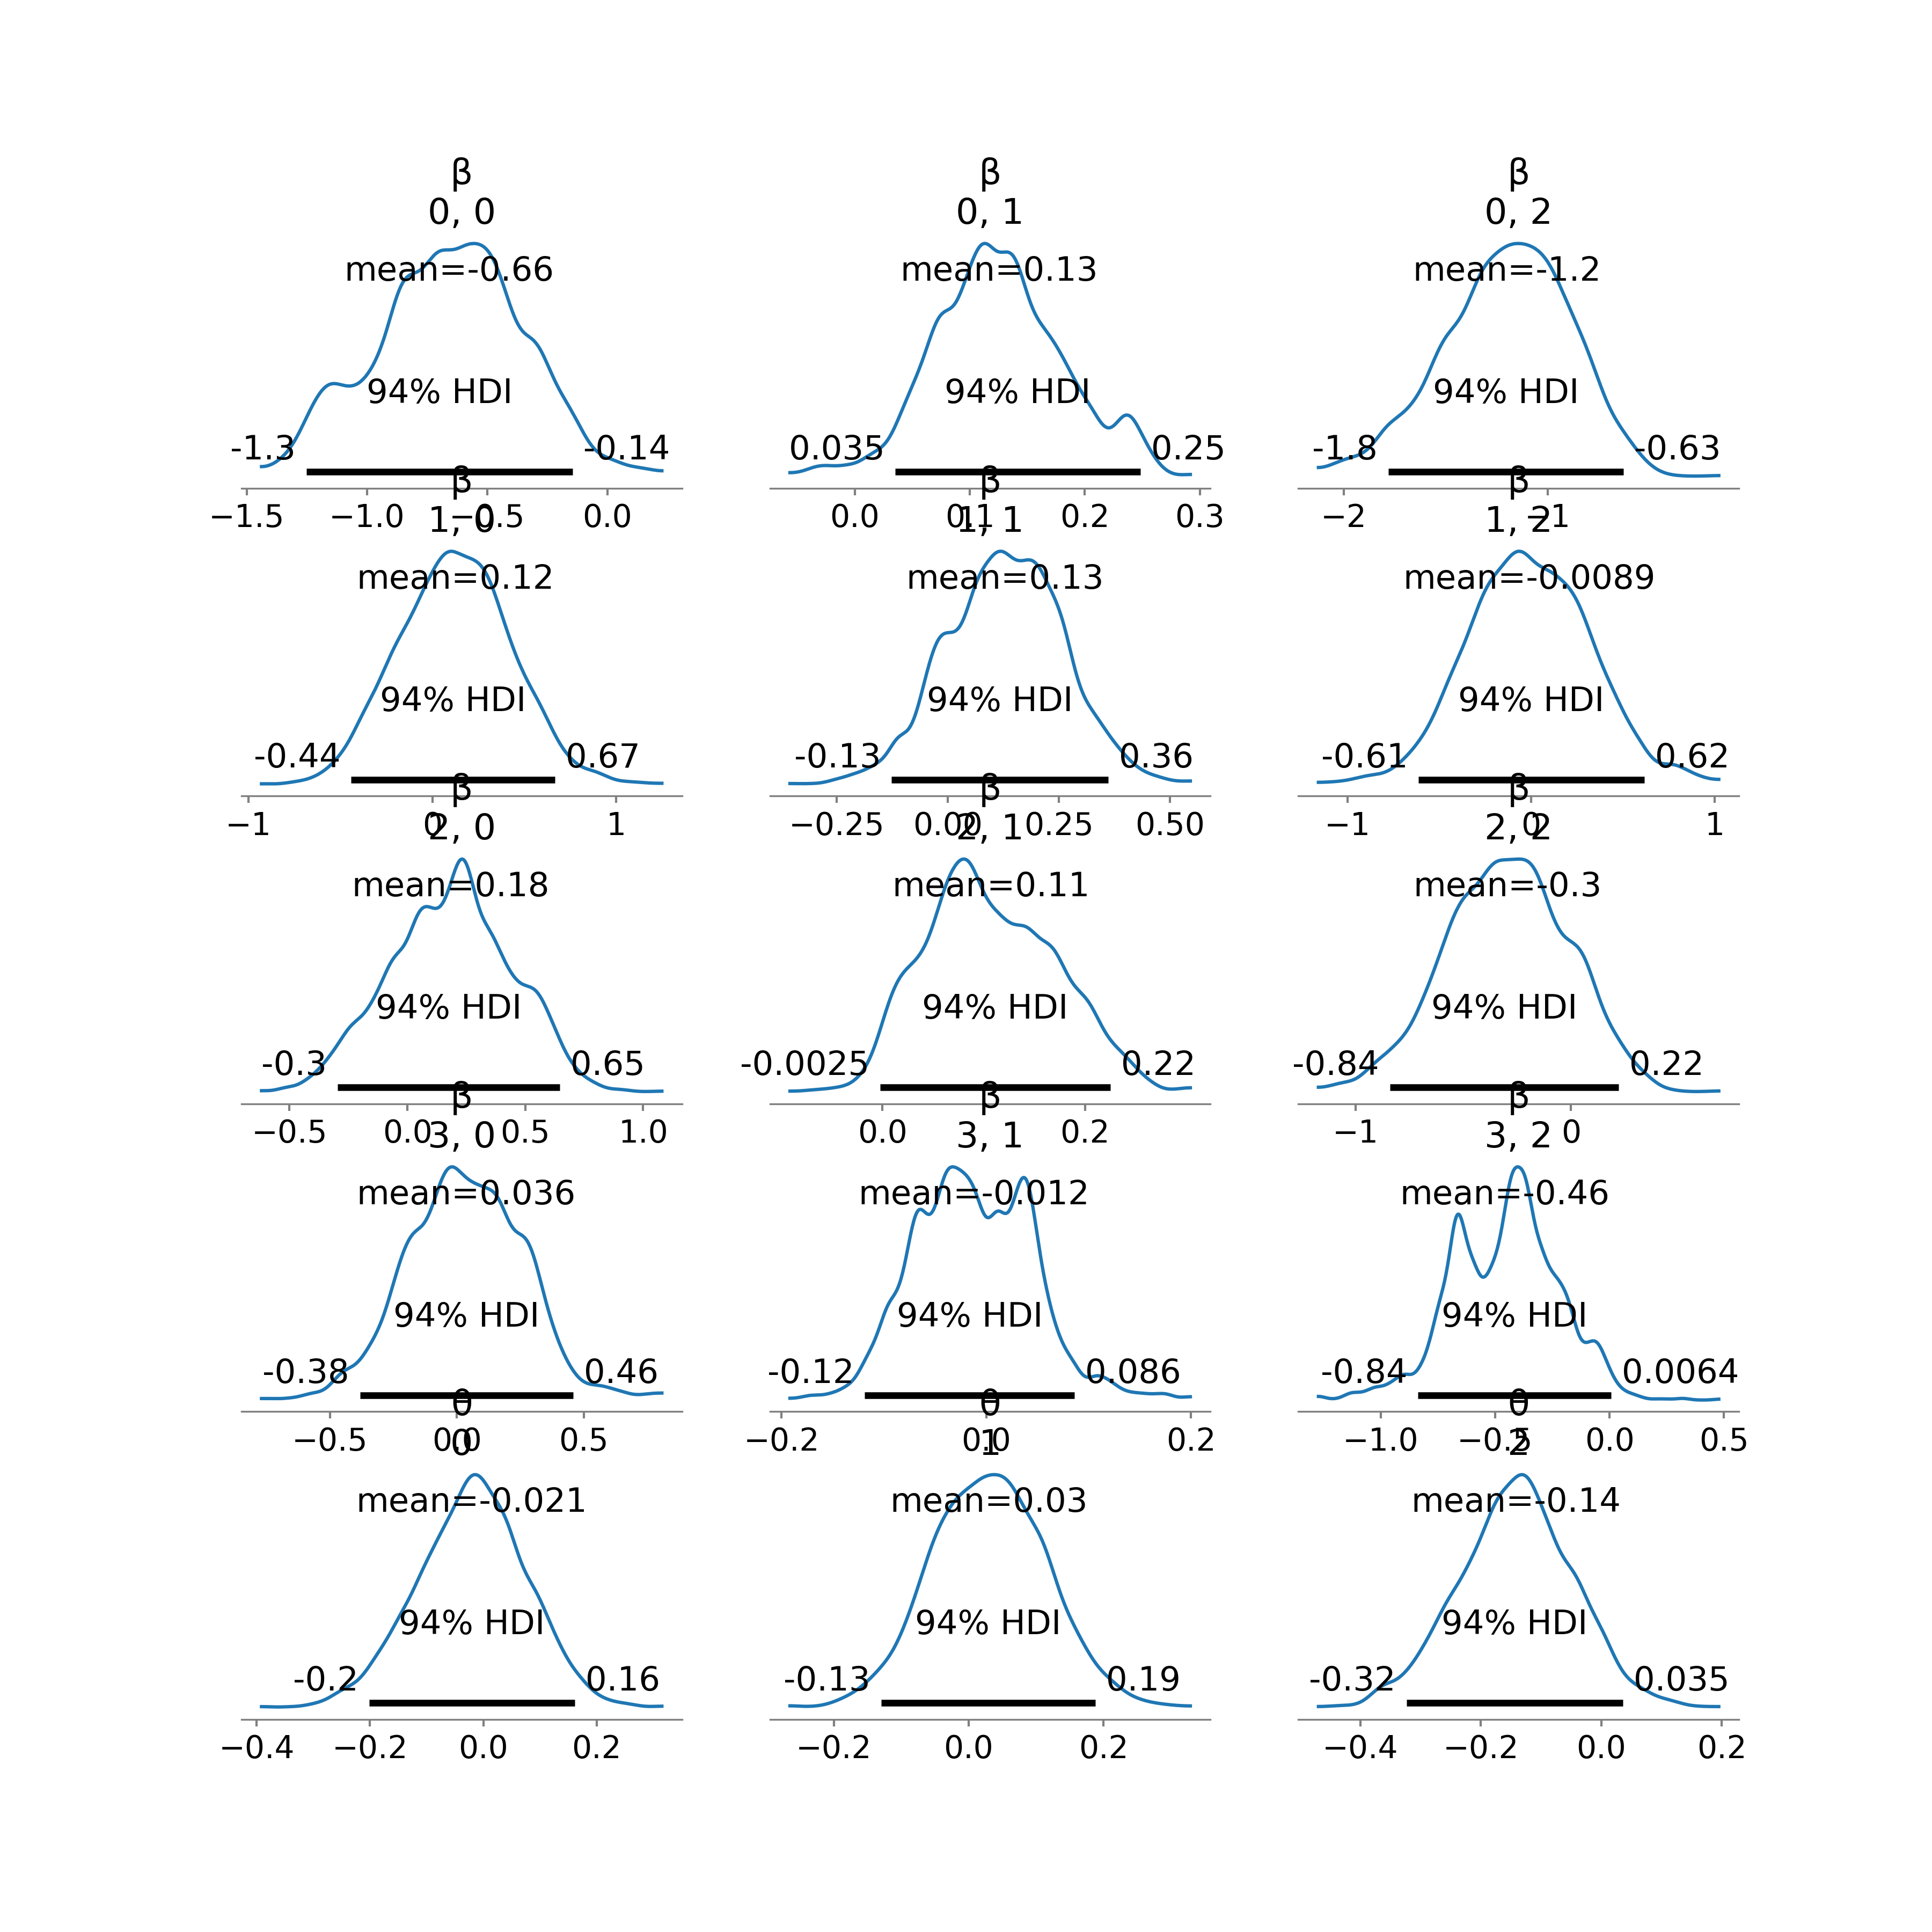 β β β
0, 0 0, 1 0, 2
mean=-0.66 mean=0.13 mean=-1.2
94% HDI 94% HDI 94% HDI
-1.3 -0.14 0.035 0.25 -1.8 -0.63
−1.5 −1.0 −0.5 0.0 0.0 0.1 0.2 0.3 −2 −1
β β β
1, 0 1, 1 1, 2
mean=0.12 mean=0.13 mean=-0.0089
94% HDI 94% HDI 94% HDI
-0.44 0.67 -0.13 0.36 -0.61 0.62
−1 0 1 −0.25 0.00 0.25 0.50 −1 0 1
β β β
2, 0 2, 1 2, 2
mean=0.18 mean=0.11 mean=-0.3
94% HDI 94% HDI 94% HDI
-0.3 0.65 -0.0025 0.22 -0.84 0.22
−0.5 0.0 0.5 1.0 0.0 0.2 −1 0
β β β
3, 0 3, 1 3, 2
mean=0.036 mean=-0.012 mean=-0.46
94% HDI 94% HDI 94% HDI
-0.38 0.46 -0.12 0.086 -0.84 0.0064
−0.5 0.0 0.5 −0.2 0.0 0.2 −1.0 −0.5 0.0 0.5
0 1 2
mean=-0.021 mean=0.03 mean=-0.14
94% HDI 94% HDI 94% HDI
-0.2 0.16 -0.13 0.19 -0.32 0.035
−0.4 −0.2 0.0 0.2 −0.2 0.0 0.2 −0.4 −0.2 0.0 0.2